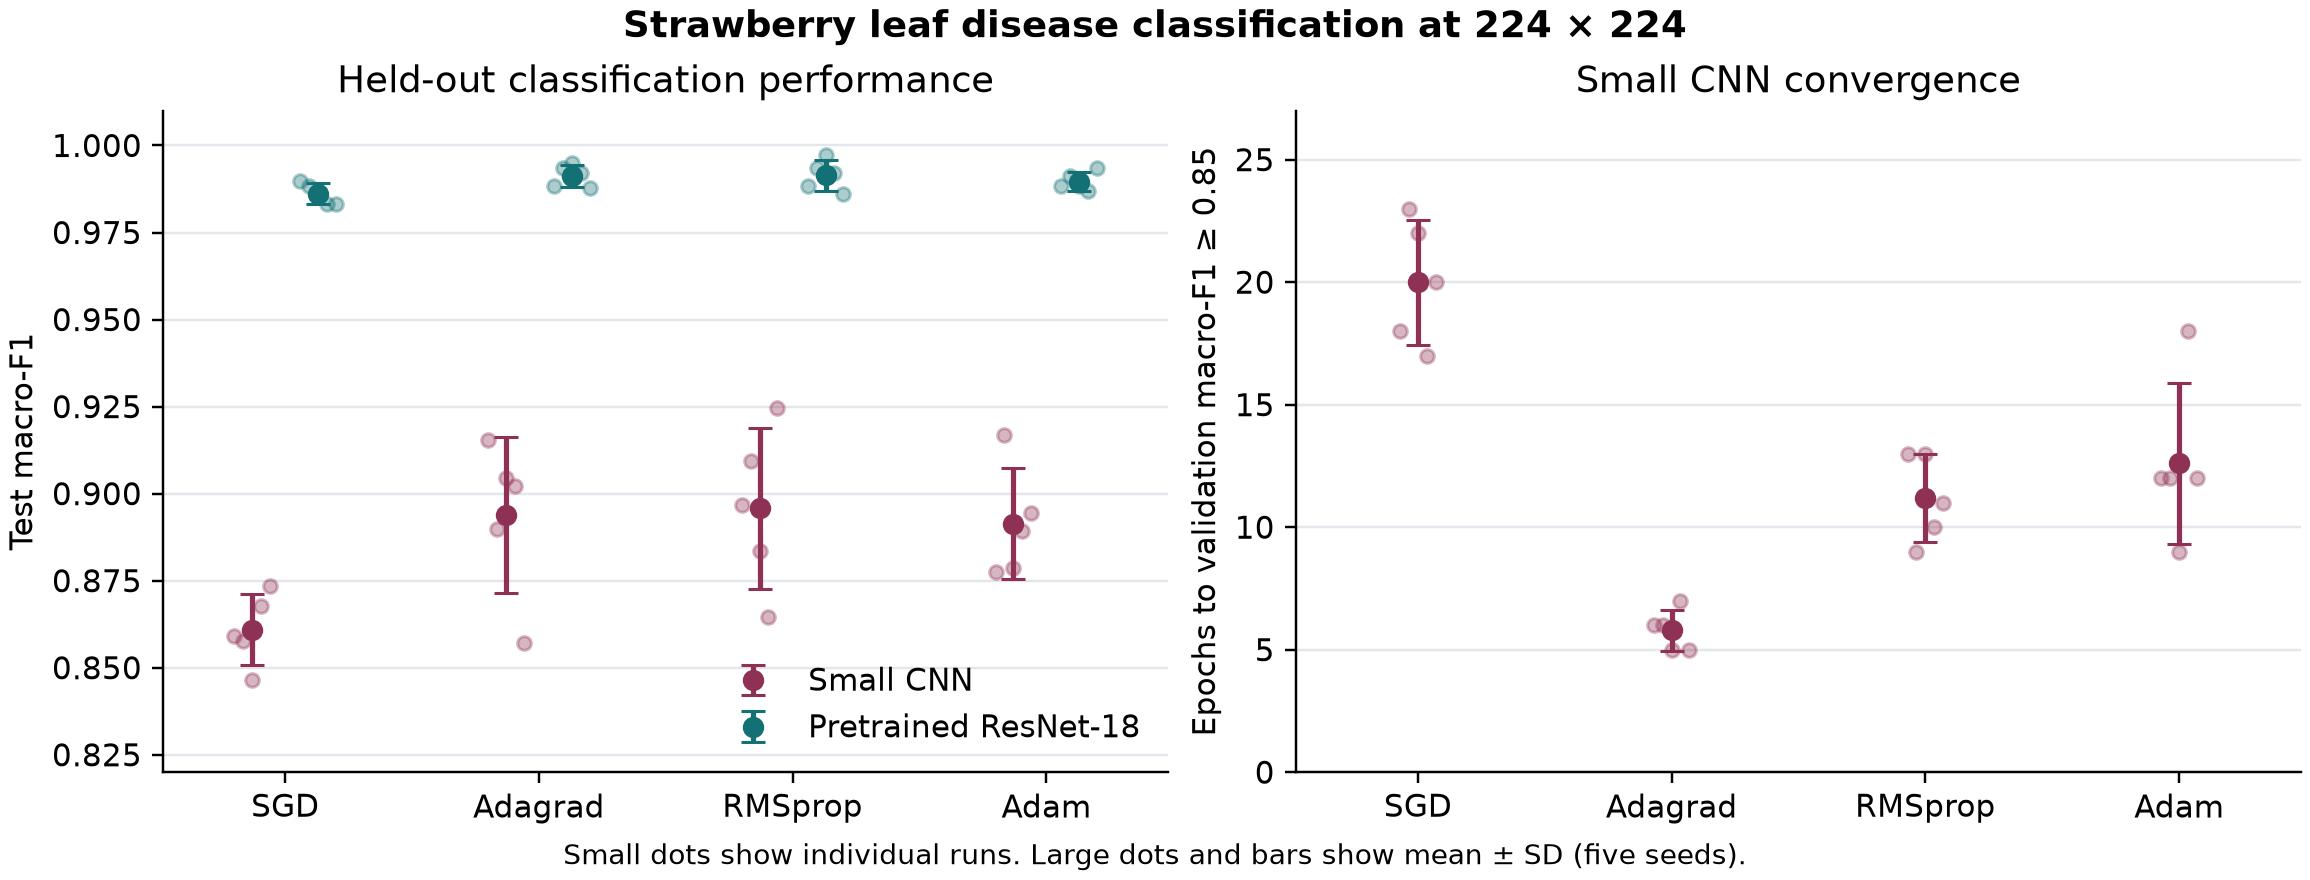 Strawberry leaf disease classification at 224 × 224
Held-out classification performance
Test macro-F1
1.000
0.975
0.950
0.925
0.900
0.875
0.850
0.825
SGD
Adagrad
RMSprop
Adam
Small CNN
Pretrained ResNet-18
Small CNN convergence
Epochs to validation macro-F1 ≥ 0.85
25
20
15
10
5
0
SGD
Adagrad
RMSprop
Adam
Small dots show individual runs. Large dots and bars show mean ± SD (five seeds).